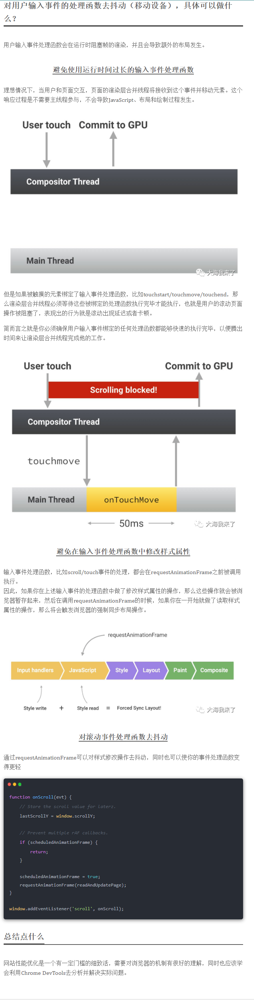 对用户输入事件的处理函数去抖动（移动设备），具体可以做什
么？
用户输入事件处理函数会在运行时阻塞帧的渲染，并且会导致额外的布局发生。
避免使用运行时间过长的输入事件处理函数
理想情况下，当用户和页面交互，页面的渲染层合并线程将接收到这个事件并移动元素。这个
响应过程是不需要主线程参与，不会导致JavaScript、布局和绘制过程发生。
User touch Commit to GPU
Compositor Thread
Main Thread
大海我来了
但是如果被触摸的元素绑定了输入事件处理函数，比如touchstart/touchmove/touchend，那
么渲染层合并线程必须等待这些被绑定的处理函数执行完毕才能执行，也就是用户的滚动页面
操作被阻塞了，表现出的行为就是滚动出现延迟或者卡顿。
简而言之就是你必须确保用户输入事件绑定的任何处理函数都能够快速的执行完毕，以便腾出
时间来让渲染层合并线程完成他的工作。
User touch Commit to GPU
Scrolling blocked!
Compositor Thread
touchmove
Main Thread onTouchMove
50ms
大海我来了
避免在输入事件处理函数中修改样式属性
输入事件处理函数，比如scroll/touch事件的处理，都会在requestAnimationFrame之前被调用
执行。
因此，如果你在上述输入事件的处理函数中做了修改样式属性的操作，那么这些操作就会被浏
览器暂存起来，然后在调用requestAnimationFrame的时候，如果你在一开始就做了读取样式
属性的操作，那么将会触发浏览器的强制同步布局操作。
requestAnimationFrame
Input handlers JavaScript Style Layout Paint Composite
Style write + Style read = Forced Sync Layout!
大海我来了
对滚动事件处理函数去抖动
通过requestAnimationFrame可以对样式修改操作去抖动，同时也可以使你的事件处理函数变
得更轻
function onScroll(evt) {
// Store the scroll value for laterz.
lastScrollY = window.scrollY;
// Prevent multiple rAF callbacks.
if (scheduledAnimationFrame) {
return;
}
scheduledAnimationFrame = true;
requestAnimationFrame(readAndUpdatePage);
}
window.addEventListener('scroll', onScroll);
总结点什么
网站性能优化是一个有一定门槛的细致活，需要对浏览器的机制有很好的理解，同时也应该学
会利用Chrome DevTools去分析并解决实际问题。